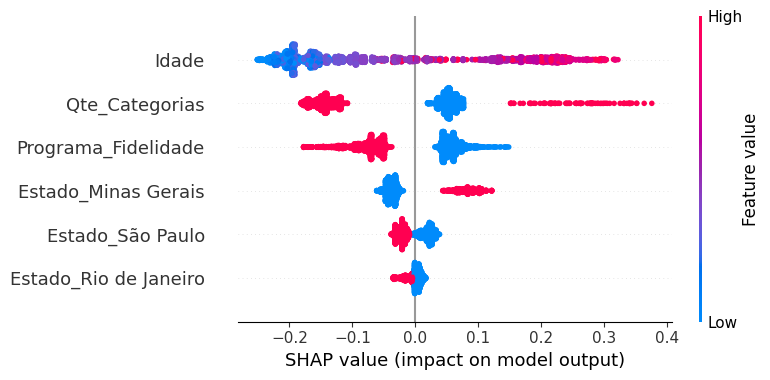 High
Idade
Qte_Categorias
Programa_Fidelidade
Estado_Minas Gerais
Estado_São Paulo
Estado_Rio de Janeiro
Feature value
Low
−0.2 −0.1 0.0 0.1 0.2 0.3 0.4
SHAP value (impact on model output)